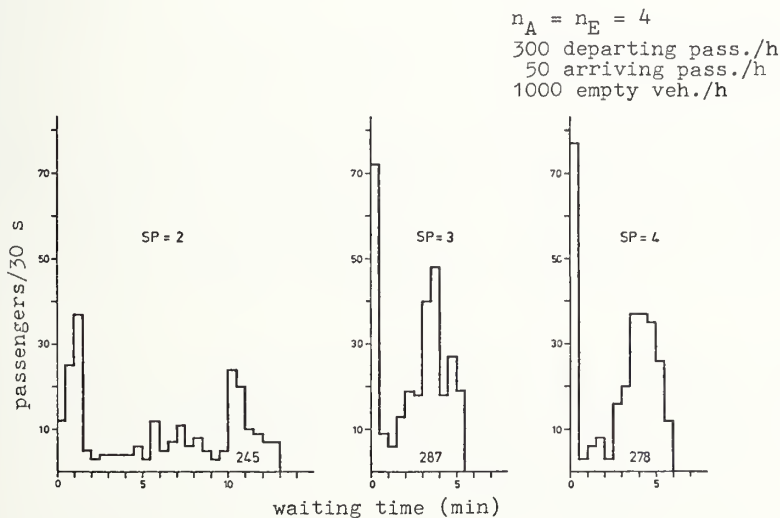 n_A = n_E = 4
300 departing pass./h
50 arriving pass./h
1000 empty veh./h
passengers/30 s
70
50
30
10
SP = 2
245
0
5
10
70
50
30
10
SP = 3
287
0
5
70
50
30
10
SP = 4
278
0
5
waiting time (min)